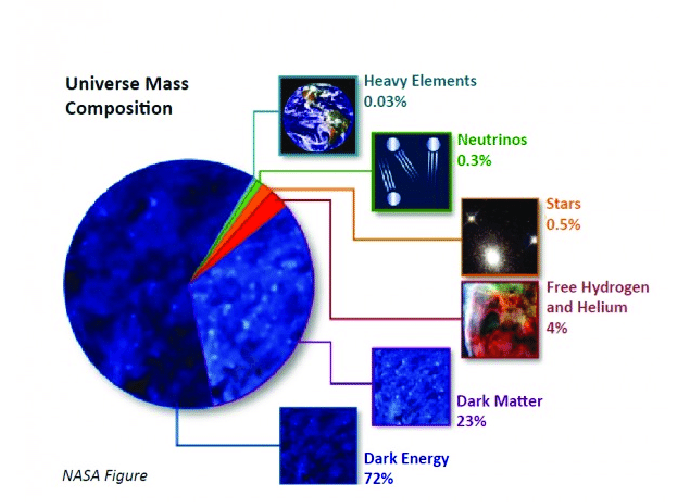 Universe Mass
Composition
Heavy Elements
0.03%
Neutrinos
0.3%
Stars
0.5%
Free Hydrogen
and Helium
4%
Dark Matter
23%
Dark Energy
72%
NASA Figure